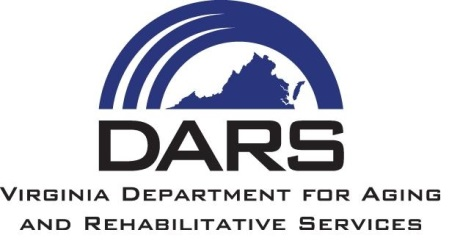 DARS
VIRGINIA DEPARTMENT FOR AGING
AND REHABILITATIVE SERVICES